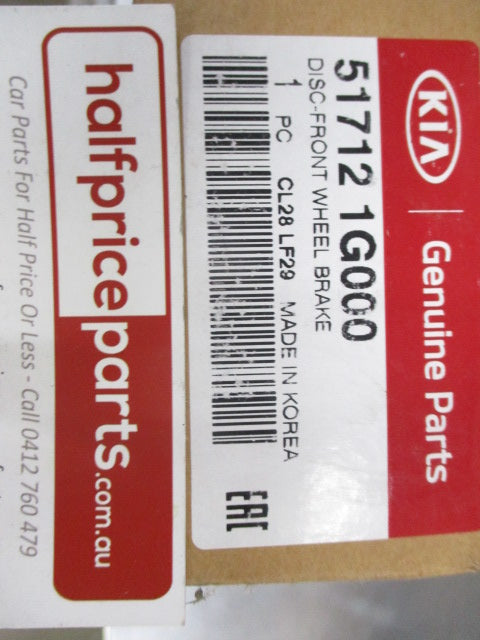 KIA
Genuine Parts
51712 1G000
DISC-FRONT WHEEL BRAKE
1 PC CL28 LF29 MADE IN KOREA
EAC
halfpriceparts.com.au
Car Parts For Half Price Or Less - Call 0412 760 479